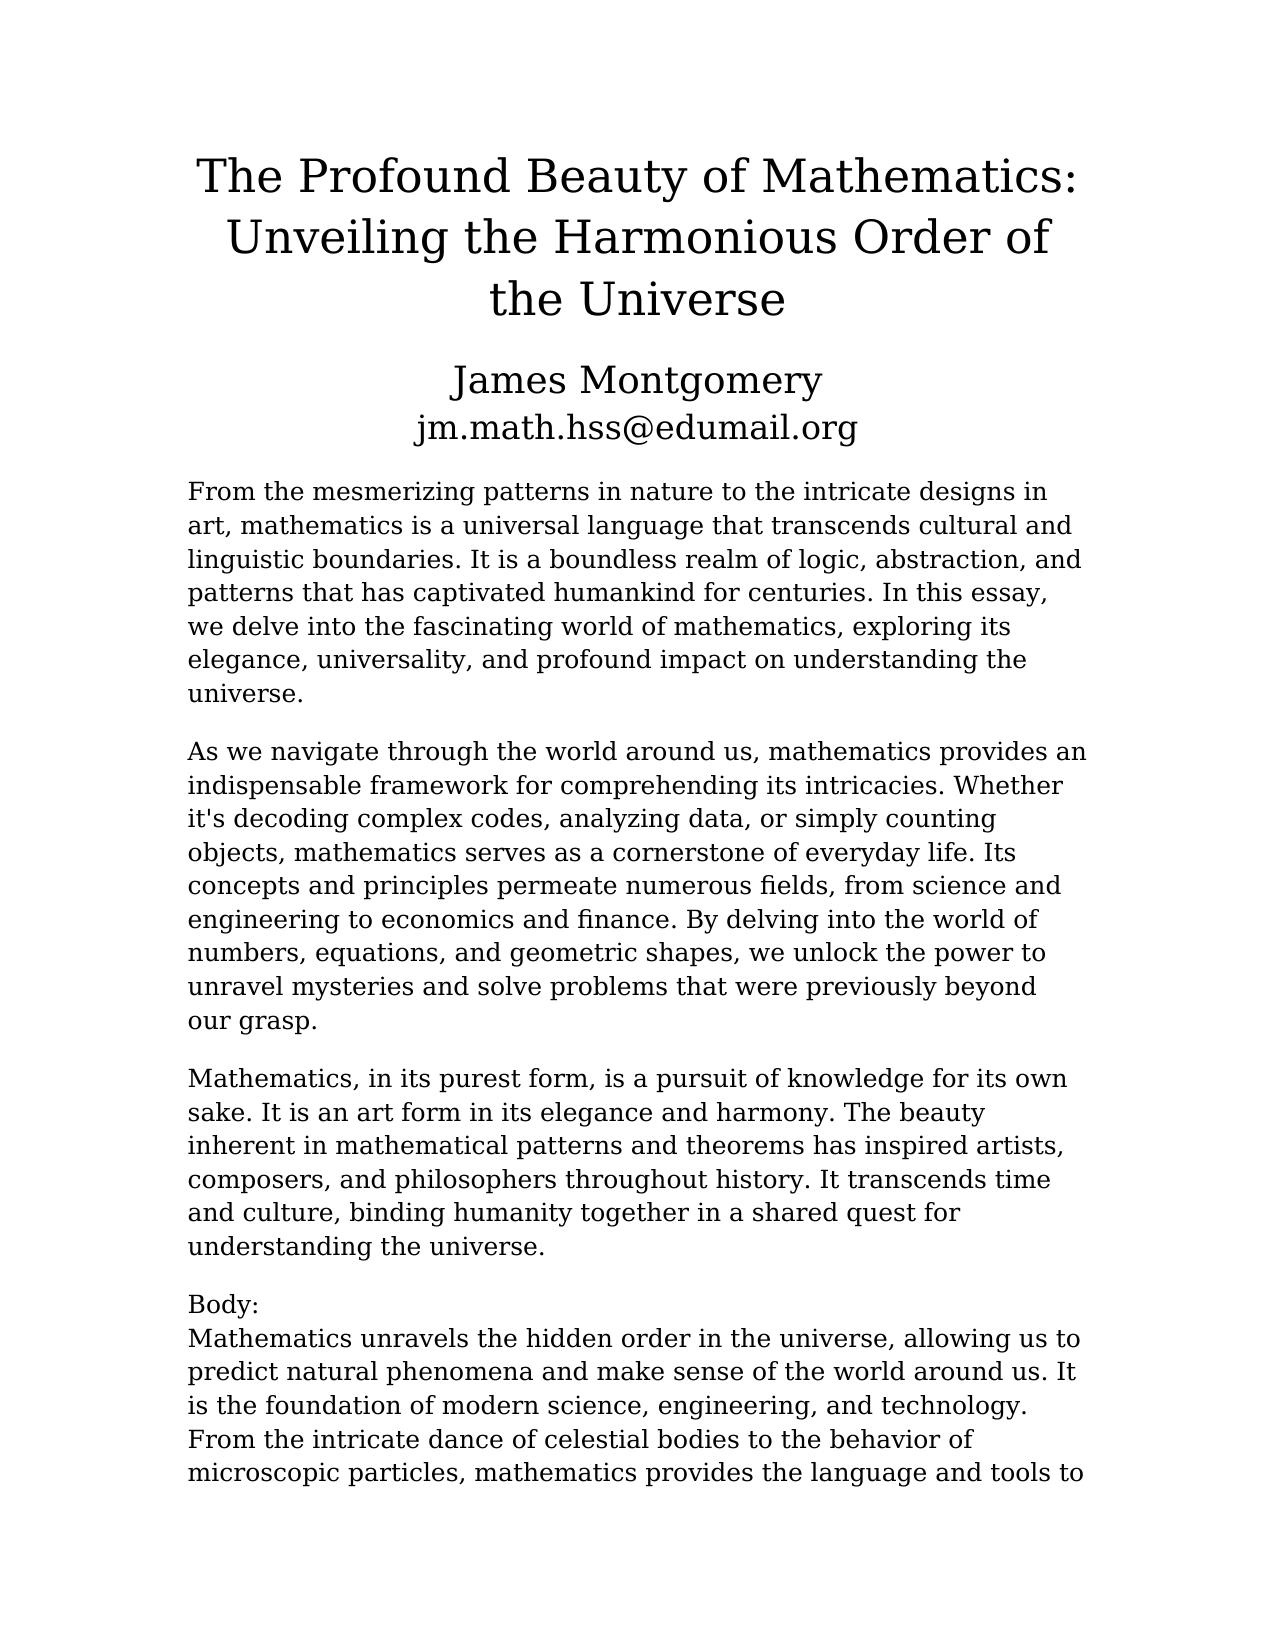 The Profound Beauty of Mathematics:
Unveiling the Harmonious Order of
the Universe
James Montgomery
jm.math.hss@edumail.org
From the mesmerizing patterns in nature to the intricate designs in
art, mathematics is a universal language that transcends cultural and
linguistic boundaries. It is a boundless realm of logic, abstraction, and
patterns that has captivated humankind for centuries. In this essay,
we delve into the fascinating world of mathematics, exploring its
elegance, universality, and profound impact on understanding the
universe.
As we navigate through the world around us, mathematics provides an
indispensable framework for comprehending its intricacies. Whether
it's decoding complex codes, analyzing data, or simply counting
objects, mathematics serves as a cornerstone of everyday life. Its
concepts and principles permeate numerous fields, from science and
engineering to economics and finance. By delving into the world of
numbers, equations, and geometric shapes, we unlock the power to
unravel mysteries and solve problems that were previously beyond
our grasp.
Mathematics, in its purest form, is a pursuit of knowledge for its own
sake. It is an art form in its elegance and harmony. The beauty
inherent in mathematical patterns and theorems has inspired artists,
composers, and philosophers throughout history. It transcends time
and culture, binding humanity together in a shared quest for
understanding the universe.
Body:
Mathematics unravels the hidden order in the universe, allowing us to
predict natural phenomena and make sense of the world around us. It
is the foundation of modern science, engineering, and technology.
From the intricate dance of celestial bodies to the behavior of
microscopic particles, mathematics provides the language and tools to